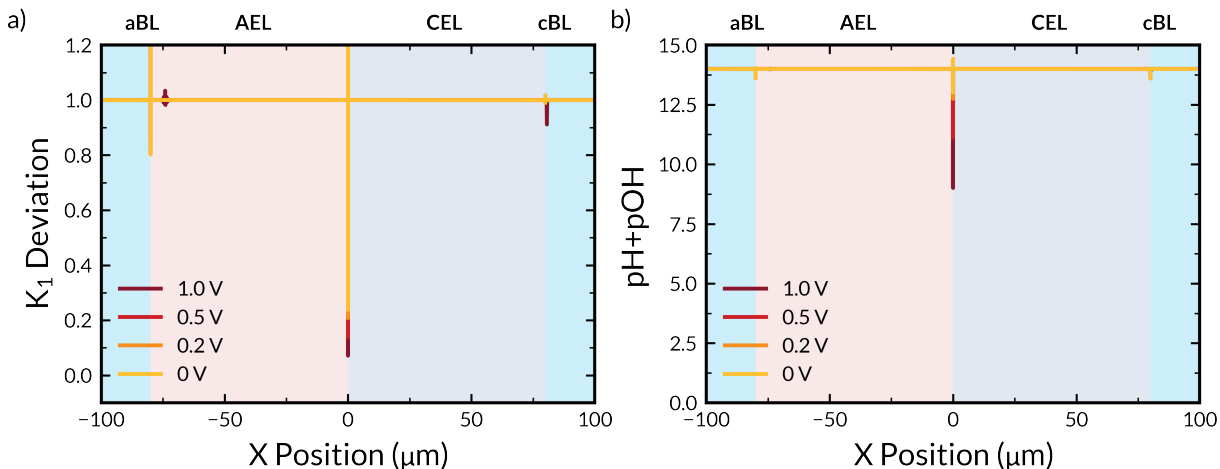 a)
aBL AEL CEL cBL
1.2
1.0
0.8
0.6
0.4
0.2
0.0
K₁ Deviation
1.0 V
0.5 V
0.2 V
0 V
−100 −50 0 50 100
X Position (μm)
b)
aBL AEL CEL cBL
15.0
12.5
10.0
7.5
5.0
2.5
0.0
pH+pOH
1.0 V
0.5 V
0.2 V
0 V
−100 −50 0 50 100
X Position (μm)